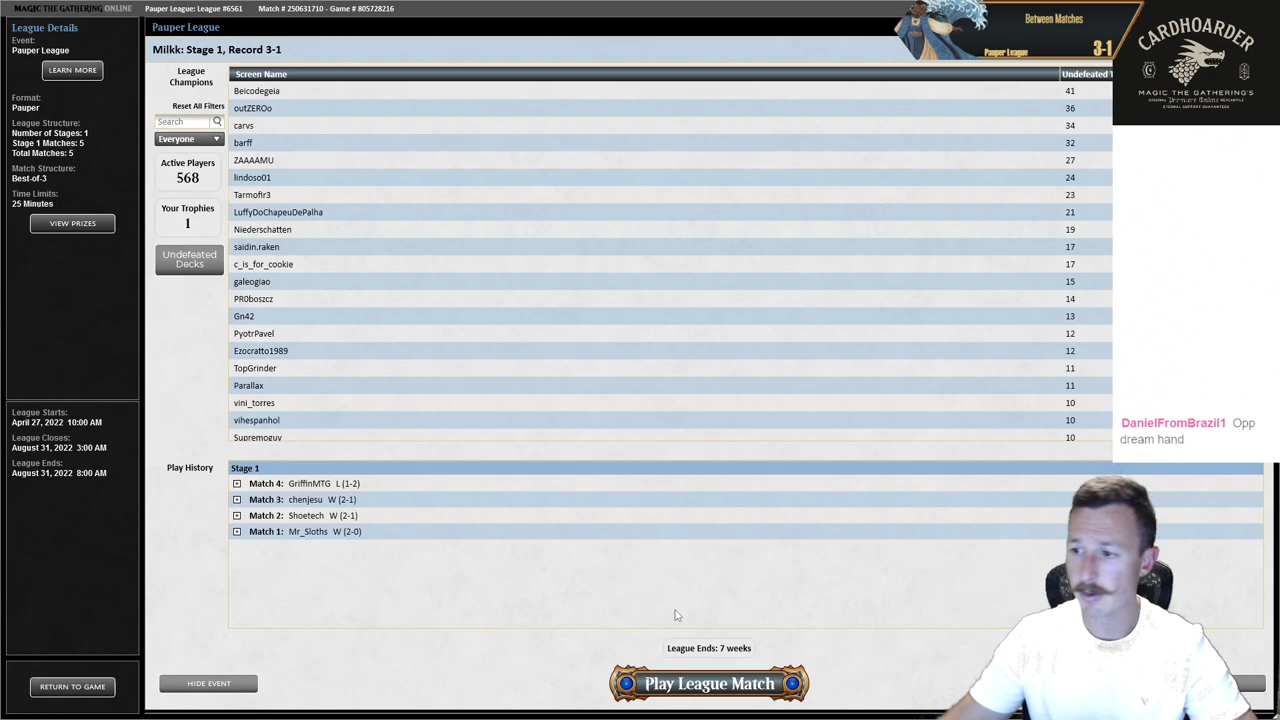 MAGIC THE GATHERING ONLINE
Pauper League: League #6561
Match # 250631710 - Game # 805728216
League Details
Event:
Pauper League
LEARN MORE
Format:
Pauper
League Structure:
Number of Stages: 1
Stage 1 Matches: 5
Total Matches: 5
Match Structure:
Best-of-3
Time Limits:
25 Minutes
VIEW PRIZES
League Starts:
April 27, 2022 10:00 AM
League Closes:
August 31, 2022 3:00 AM
League Ends:
August 31, 2022 8:00 AM
RETURN TO GAME
Pauper League
Milkk: Stage 1, Record 3-1
Between Matches
Pauper League
3-1
League
Champions
Reset All Filters
Search
Everyone
Active Players
568
Your Trophies
1
Undefeated
Decks
Screen Name Undefeated
Beicodegeia 41
outZEROo 36
carvs 34
barff 32
ZAAAAMU 27
lindoso01 24
Tarmofir3 23
LuffyDoChapeuDePalha 21
Niederschatten 19
saidin.raken 17
c_is_for_cookie 17
galeogiao 15
PR0boszcz 14
Gn42 13
PyotrPavel 12
Ezocratto1989 12
TopGrinder 11
Parallax 11
vini_torres 10
vihespanhol 10
Supremoguy 10
Play History
Stage 1
Match 4: GriffinMTG L (1-2)
Match 3: chenjesu W (2-1)
Match 2: Shoetech W (2-1)
Match 1: Mr_Sloths W (2-0)
League Ends: 7 weeks
HIDE EVENT
Play League Match
CARDHOARDER
MAGIC THE GATHERING'S
ORIGINAL Premiere Online MERCANTILE
ETERNAL SUPPORT GUARANTEED
DanielFromBrazil1 Opp
dream hand